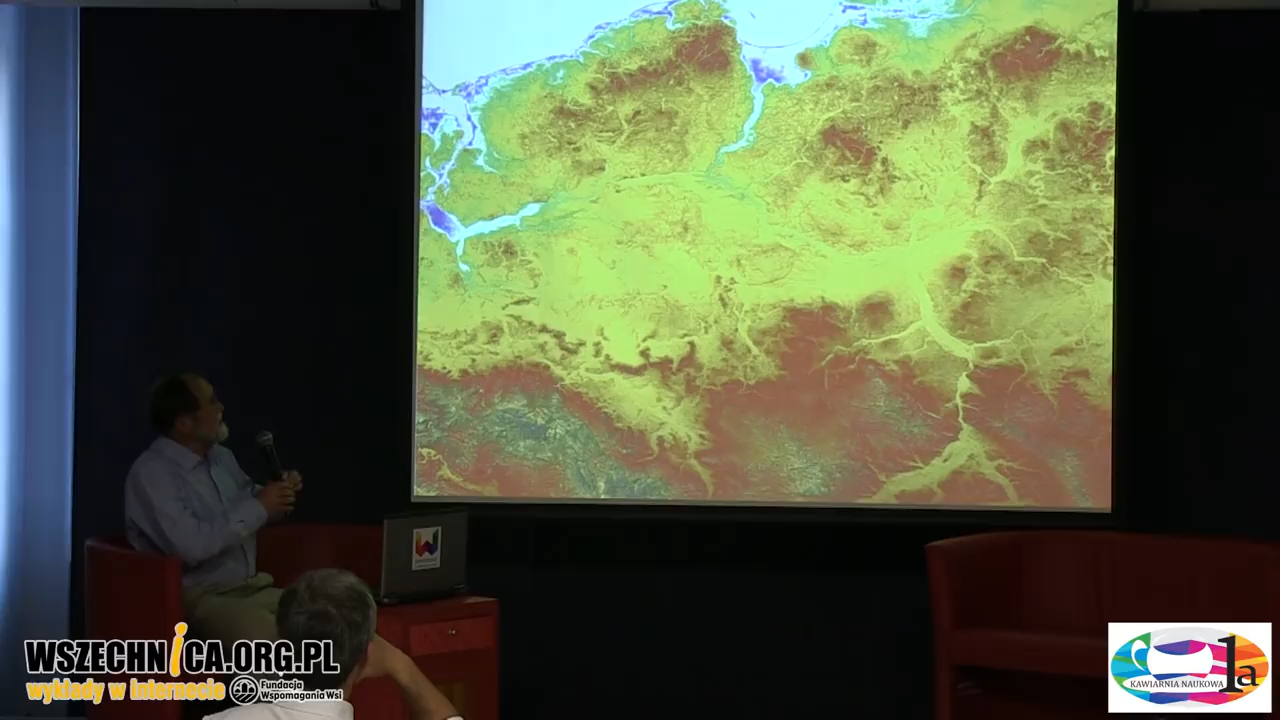 WSZECHNICA.ORG.PL
wykłady w internecie
Fundacja
Wspomagania Wsi
KAWIARNIA NAUKOWA
1a